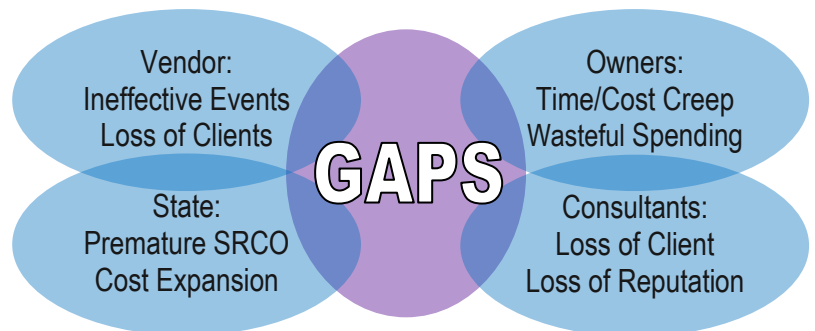 Vendor:
Ineffective Events
Loss of Clients
Owners:
Time/Cost Creep
Wasteful Spending
GAPS
State:
Premature SRCO
Cost Expansion
Consultants:
Loss of Client
Loss of Reputation